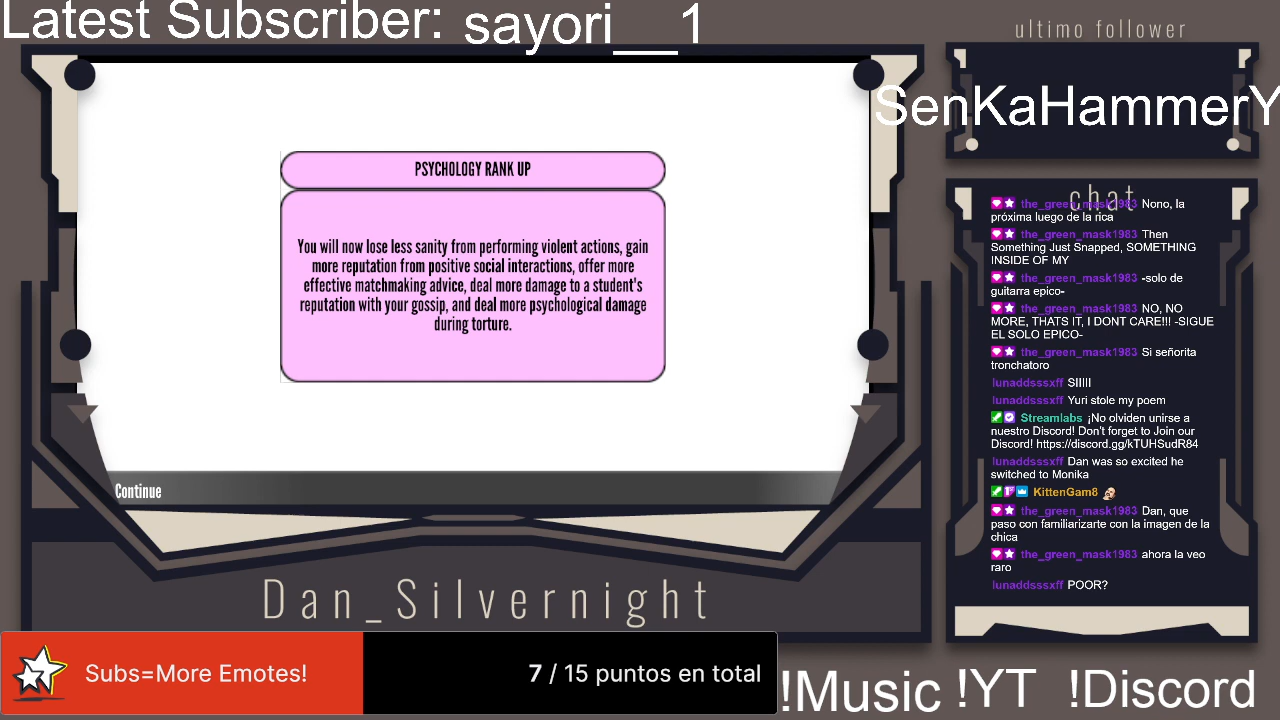 Latest Subscriber: sayori__1
ultimo follower
SenKaHammerY
PSYCHOLOGY RANK UP
You will now lose less sanity from performing violent actions, gain
more reputation from positive social interactions, offer more
effective matchmaking advice, deal more damage to a student's
reputation with your gossip, and deal more psychological damage
during torture.
Continue
chat
the_green_mask1983 Nono, la
próxima luego de la rica
the_green_mask1983 Then
Something Just Snapped, SOMETHING
INSIDE OF MY
the_green_mask1983 -solo de
guitarra epico-
the_green_mask1983 NO, NO
MORE, THATS IT, I DONT CARE!!! -SIGUE
EL SOLO EPICO-
the_green_mask1983 Si señorita
tronchatoro
lunaddsssxff SIIIII
lunaddsssxff Yuri stole my poem
Streamlabs ¡No olviden unirse a
nuestro Discord! Don't forget to Join our
Discord! https://discord.gg/kTUHSudR84
lunaddsssxff Dan was so excited he
switched to Monika
KittenGam8
the_green_mask1983 Dan, que
paso con familiarizarte con la imagen de la
chica
the_green_mask1983 ahora la veo
raro
lunaddsssxff POOR?
Dan_Silvernight
Subs=More Emotes!
7 / 15 puntos en total
!Music !YT !Discord